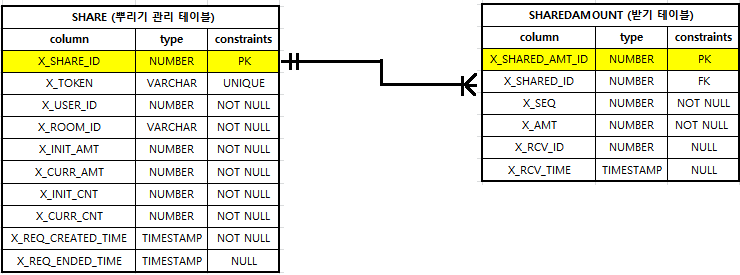 SHARE (뿌리기 관리 테이블)
column type constraints
X_SHARE_ID NUMBER PK
X_TOKEN VARCHAR UNIQUE
X_USER_ID NUMBER NOT NULL
X_ROOM_ID VARCHAR NOT NULL
X_INIT_AMT NUMBER NOT NULL
X_CURR_AMT NUMBER NOT NULL
X_INIT_CNT NUMBER NOT NULL
X_CURR_CNT NUMBER NOT NULL
X_REQ_CREATED_TIME TIMESTAMP NOT NULL
X_REQ_ENDED_TIME TIMESTAMP NULL
SHAREDAMOUNT (받기 테이블)
column type constraints
X_SHARED_AMT_ID NUMBER PK
X_SHARED_ID NUMBER FK
X_SEQ NUMBER NOT NULL
X_AMT NUMBER NOT NULL
X_RCV_ID NUMBER NULL
X_RCV_TIME TIMESTAMP NULL